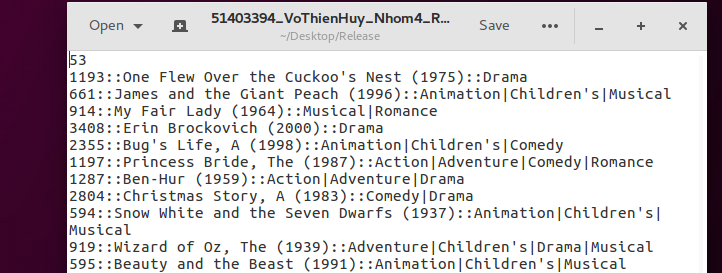 Open
51403394_VoThienHuy_Nhom4_R...
~/Desktop/Release
Save
53
1193::One Flew Over the Cuckoo's Nest (1975)::Drama
661::James and the Giant Peach (1996)::Animation|Children's|Musical
914::My Fair Lady (1964)::Musical|Romance
3408::Erin Brockovich (2000)::Drama
2355::Bug's Life, A (1998)::Animation|Children's|Comedy
1197::Princess Bride, The (1987)::Action|Adventure|Comedy|Romance
1287::Ben-Hur (1959)::Action|Adventure|Drama
2804::Christmas Story, A (1983)::Comedy|Drama
594::Snow White and the Seven Dwarfs (1937)::Animation|Children's|
Musical
919::Wizard of Oz, The (1939)::Adventure|Children's|Drama|Musical
595::Beauty and the Beast (1991)::Animation|Children's|Musical